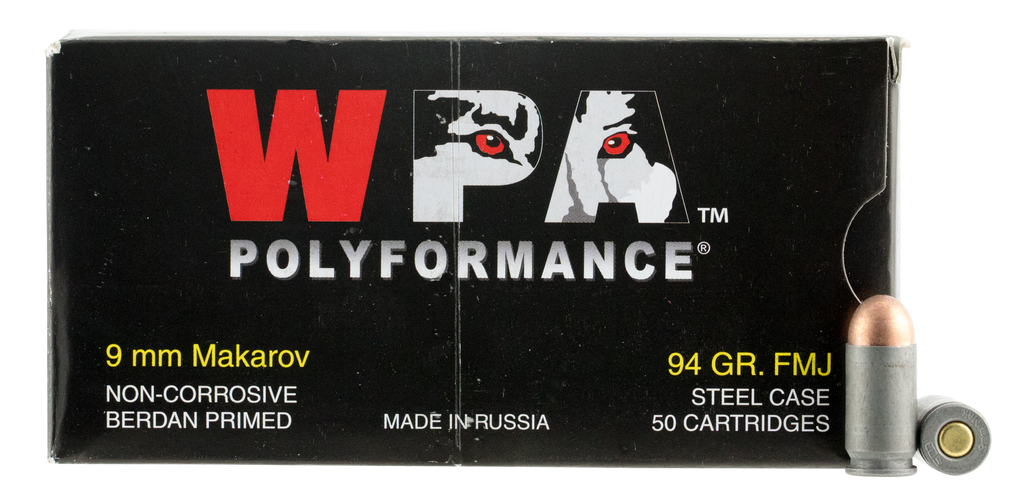 WPA™
POLYFORMANCE®
9 mm Makarov
NON-CORROSIVE
BERDAN PRIMED
MADE IN RUSSIA
94 GR. FMJ
STEEL CASE
50 CARTRIDGES